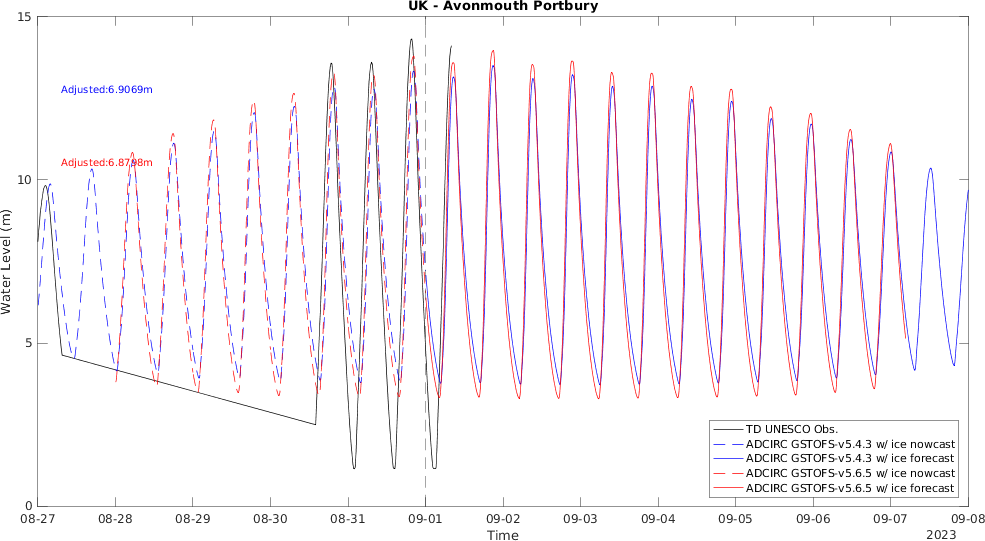 UK - Avonmouth Portbury
15
10
5
0
Water Level (m)
Adjusted:6.9069m
Adjusted:6.8798m
TD UNESCO Obs.
ADCIRC GSTOFS-v5.4.3 w/ ice nowcast
ADCIRC GSTOFS-v5.4.3 w/ ice forecast
ADCIRC GSTOFS-v5.6.5 w/ ice nowcast
ADCIRC GSTOFS-v5.6.5 w/ ice forecast
08-27 08-28 08-29 08-30 08-31 09-01 09-02 09-03 09-04 09-05 09-06 09-07 09-08
Time
2023